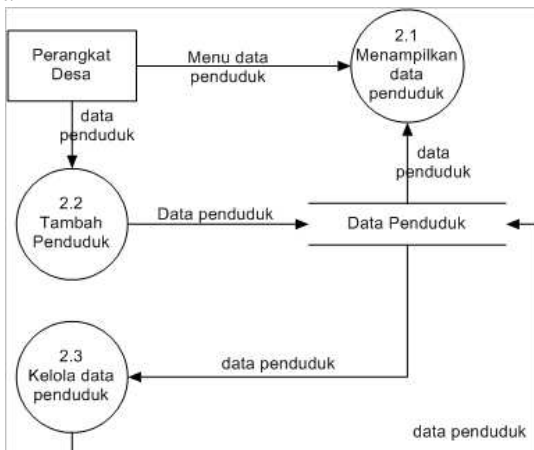 Perangkat
Desa
Menu data
penduduk
2.1
Menampilkan
data
penduduk
data
penduduk
data
penduduk
2.2
Tambah
Penduduk
Data penduduk
Data Penduduk
2.3
Kelola data
penduduk
data penduduk
data penduduk